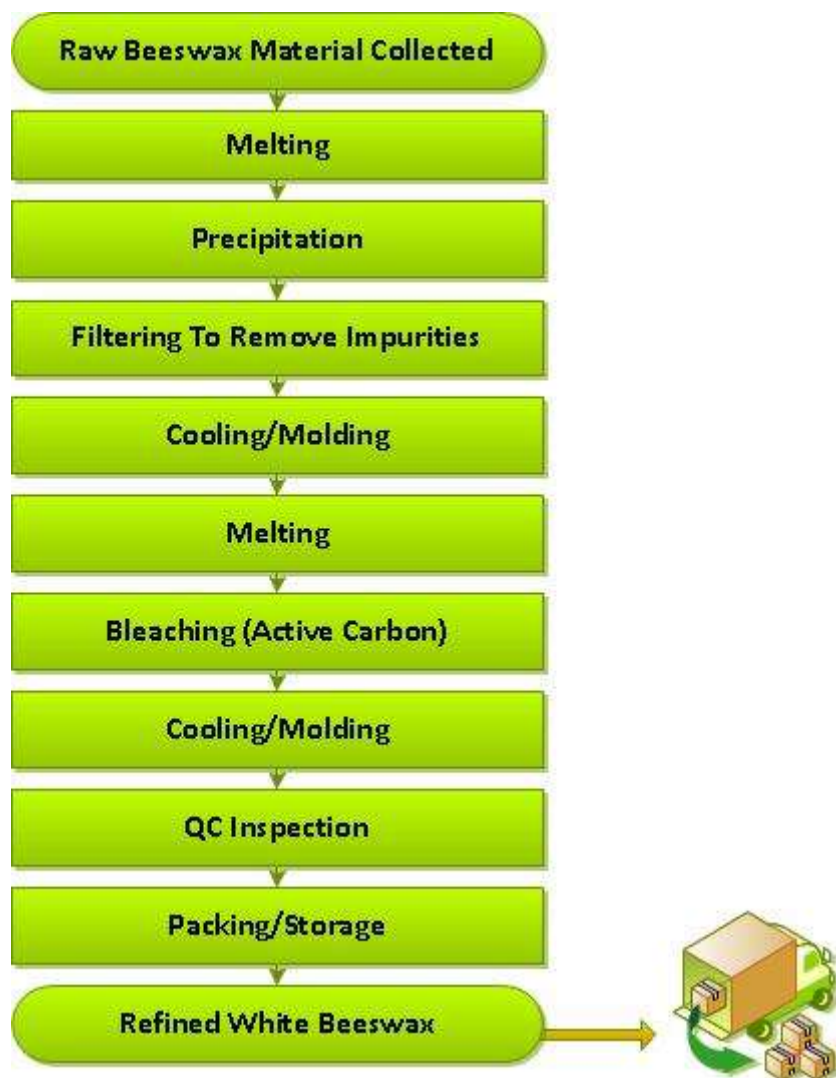 Raw Beeswax Material Collected
Melting
Precipitation
Filtering To Remove Impurities
Cooling/Molding
Melting
Bleaching (Active Carbon)
Cooling/Molding
QC Inspection
Packing/Storage
Refined White Beeswax